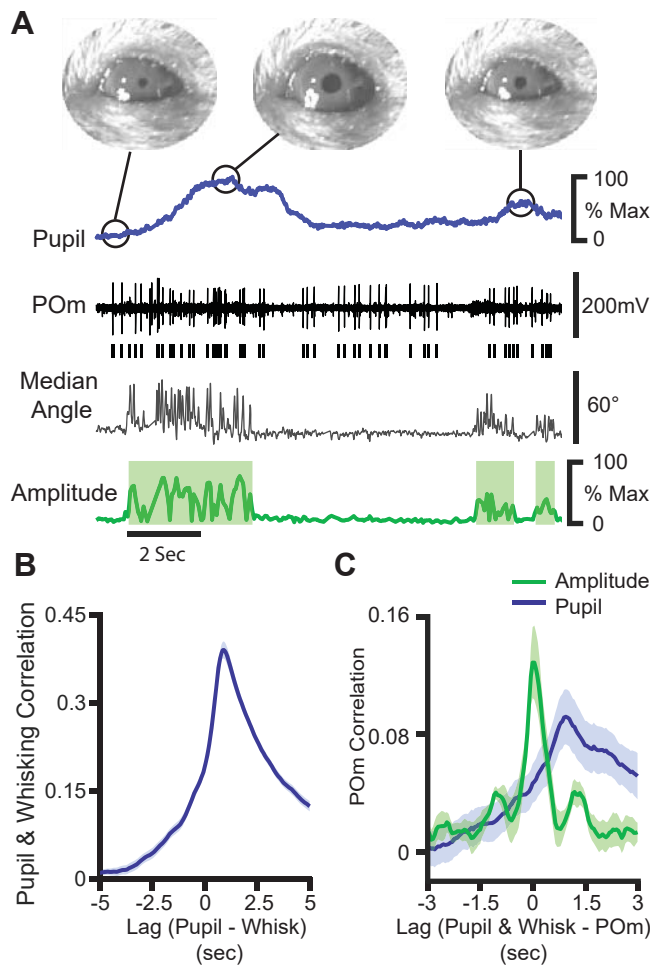 A
Pupil
100
% Max
0
POm
200mV
Median
Angle
60°
Amplitude
100
% Max
0
2 Sec
B
Pupil & Whisking Correlation
0.45
0.3
0.15
0
-5
-2.5
0
2.5
5
Lag (Pupil - Whisk)
(sec)
C
Amplitude
Pupil
POm Correlation
0.16
0.08
0
-3
-1.5
0
1.5
3
Lag (Pupil & Whisk - POm)
(sec)